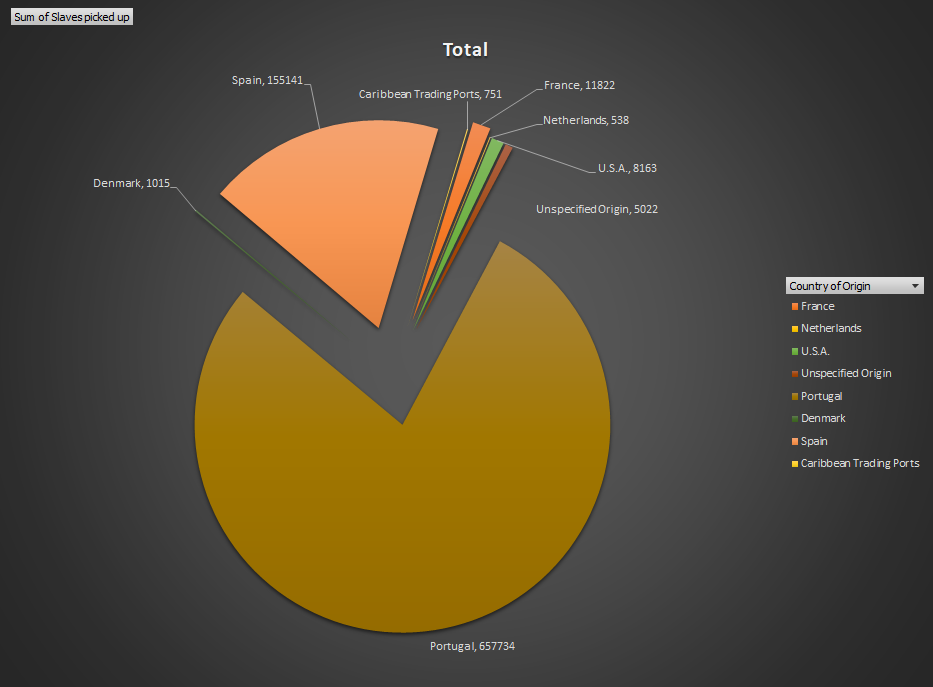 Sum of Slaves picked up
Total
Spain, 155141
Caribbean Trading Ports, 751
France, 11822
Netherlands, 538
U.S.A., 8163
Denmark, 1015
Unspecified Origin, 5022
Country of Origin
France
Netherlands
U.S.A.
Unspecified Origin
Portugal
Denmark
Spain
Caribbean Trading Ports
Portugal, 657734